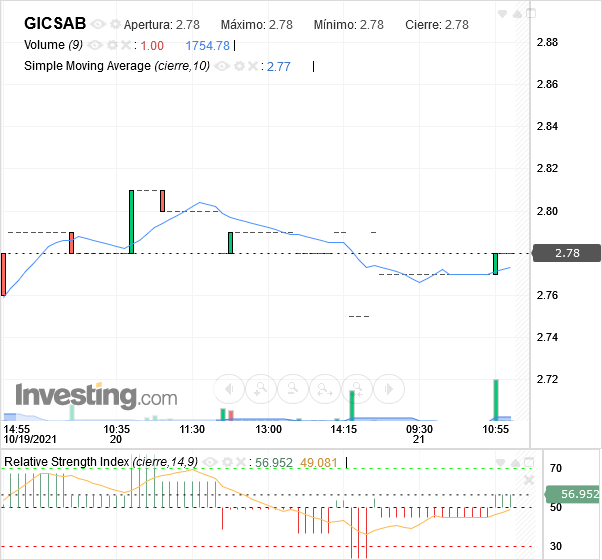 GICSAB Apertura: 2.78 Máximo: 2.78 Mínimo: 2.78 Cierre: 2.78
Volume (9) : 1.00 1754.78
Simple Moving Average (cierre,10) : 2.77
2.88
2.86
2.84
2.82
2.80
2.78
2.76
2.74
2.72
Investing.com
14:55 10:35 11:30 13:00 14:15 09:30 10:55
10/19/2021 20 21
Relative Strength Index (cierre,14,9) : 56.952 49.081
70
56.952
50
30